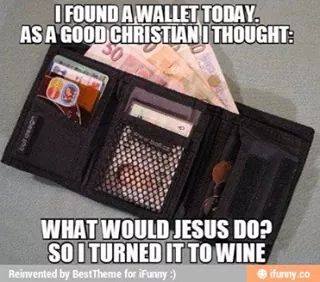 I FOUND A WALLET TODAY.
AS A GOOD CHRISTIAN I THOUGHT:
50
WHAT WOULD JESUS DO?
SO I TURNED IT TO WINE
Reinvented by BestTheme for iFunny :)
ifunny.co